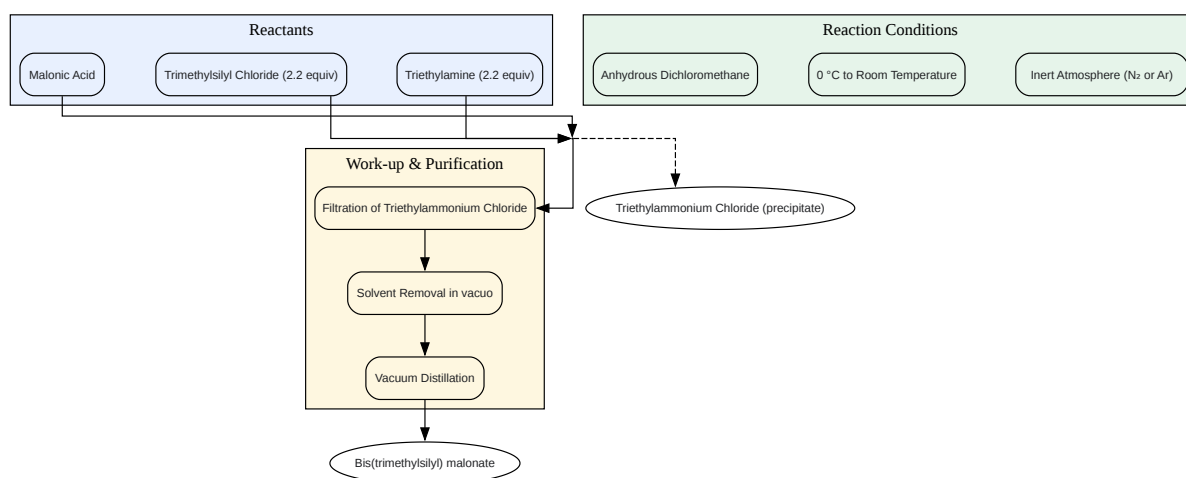 Reactants
Reaction Conditions
Malonic Acid
Trimethylsilyl Chloride (2.2 equiv)
Triethylamine (2.2 equiv)
Anhydrous Dichloromethane
0 °C to Room Temperature
Inert Atmosphere (N₂ or Ar)
Work-up & Purification
Filtration of Triethylammonium Chloride
Triethylammonium Chloride (precipitate)
Solvent Removal in vacuo
Vacuum Distillation
Bis(trimethylsilyl) malonate